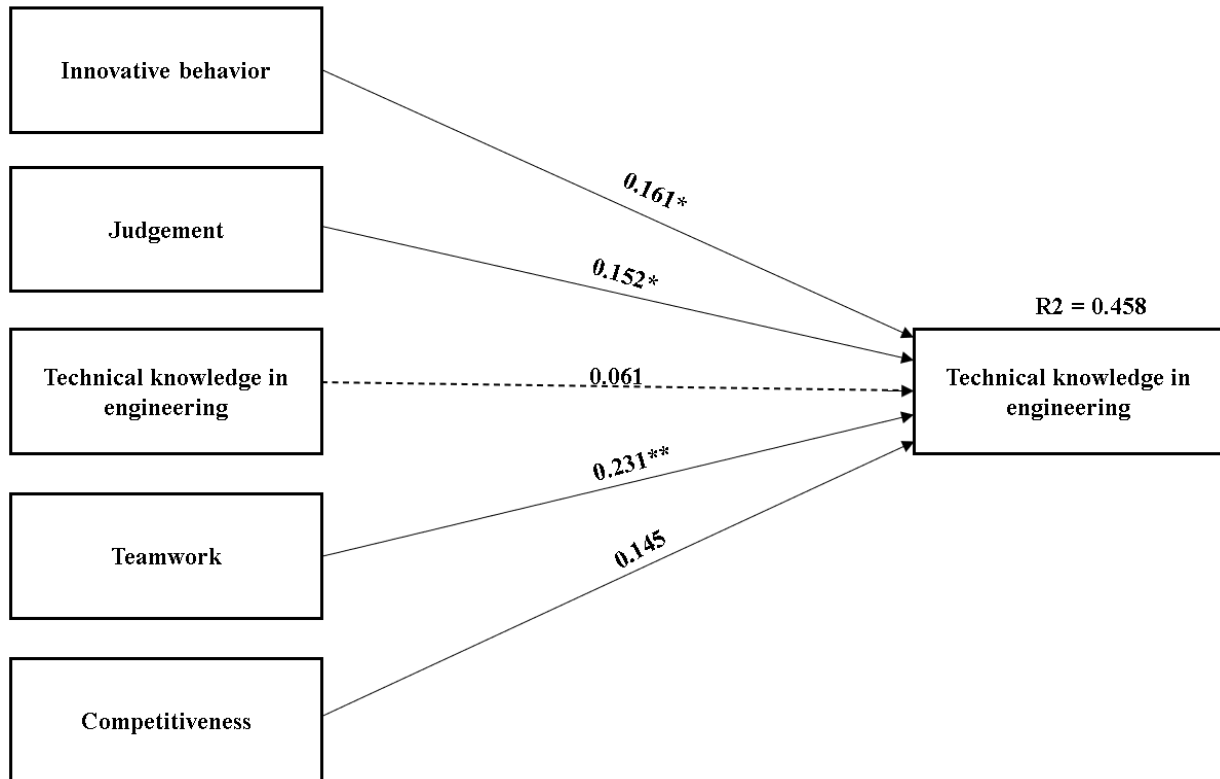 Innovative behavior
0.161*
Judgement
0.152*
R2 = 0.458
Technical knowledge in
engineering
0.061
Technical knowledge in
engineering
0.231**
Teamwork
0.145
Competitiveness